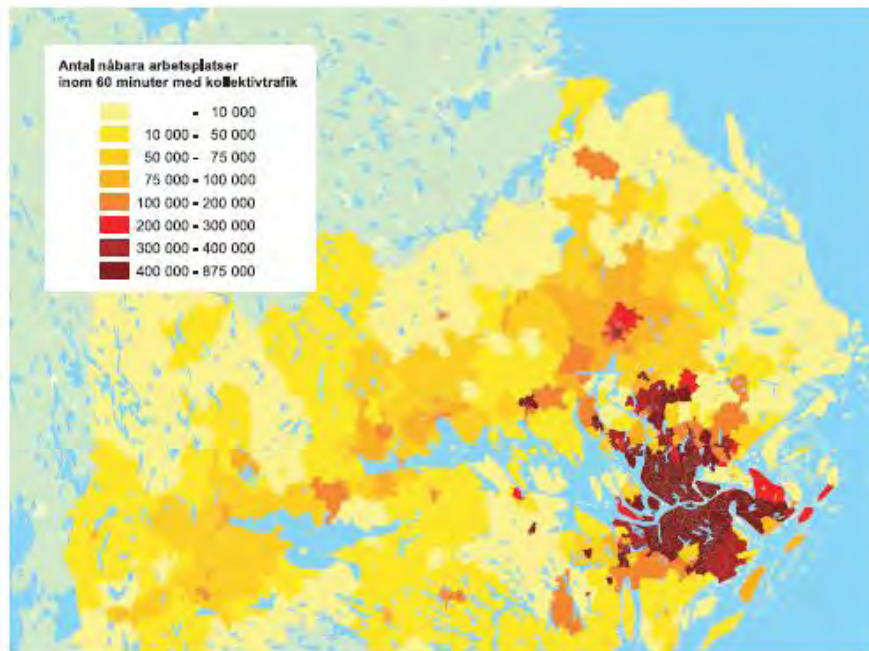 Antal nåbara arbetsplatser
inom 60 minuter med kollektivtrafik
- 10 000
10 000 - 50 000
50 000 - 75 000
75 000 - 100 000
100 000 - 200 000
200 000 - 300 000
300 000 - 400 000
400 000 - 875 000